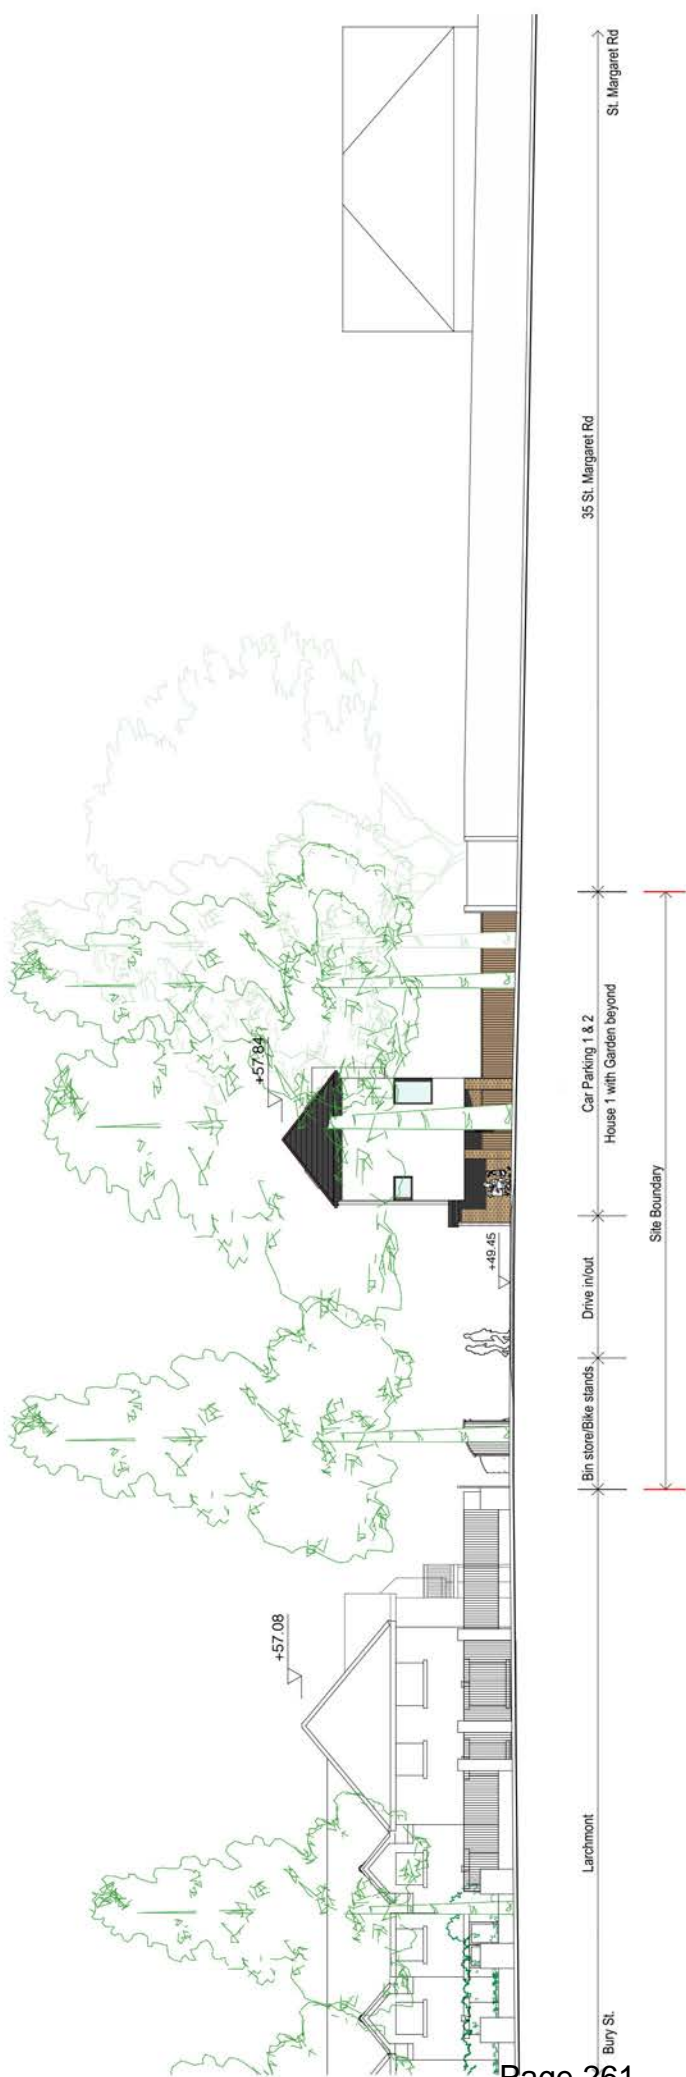 +57.08
+57.84
+49.45
Bury St.
Larchmont
Bin store/Bike stands
Drive in/out
Car Parking 1 & 2
House 1 with Garden beyond
35 St. Margaret Rd
St. Margaret Rd
Site Boundary
Page 261